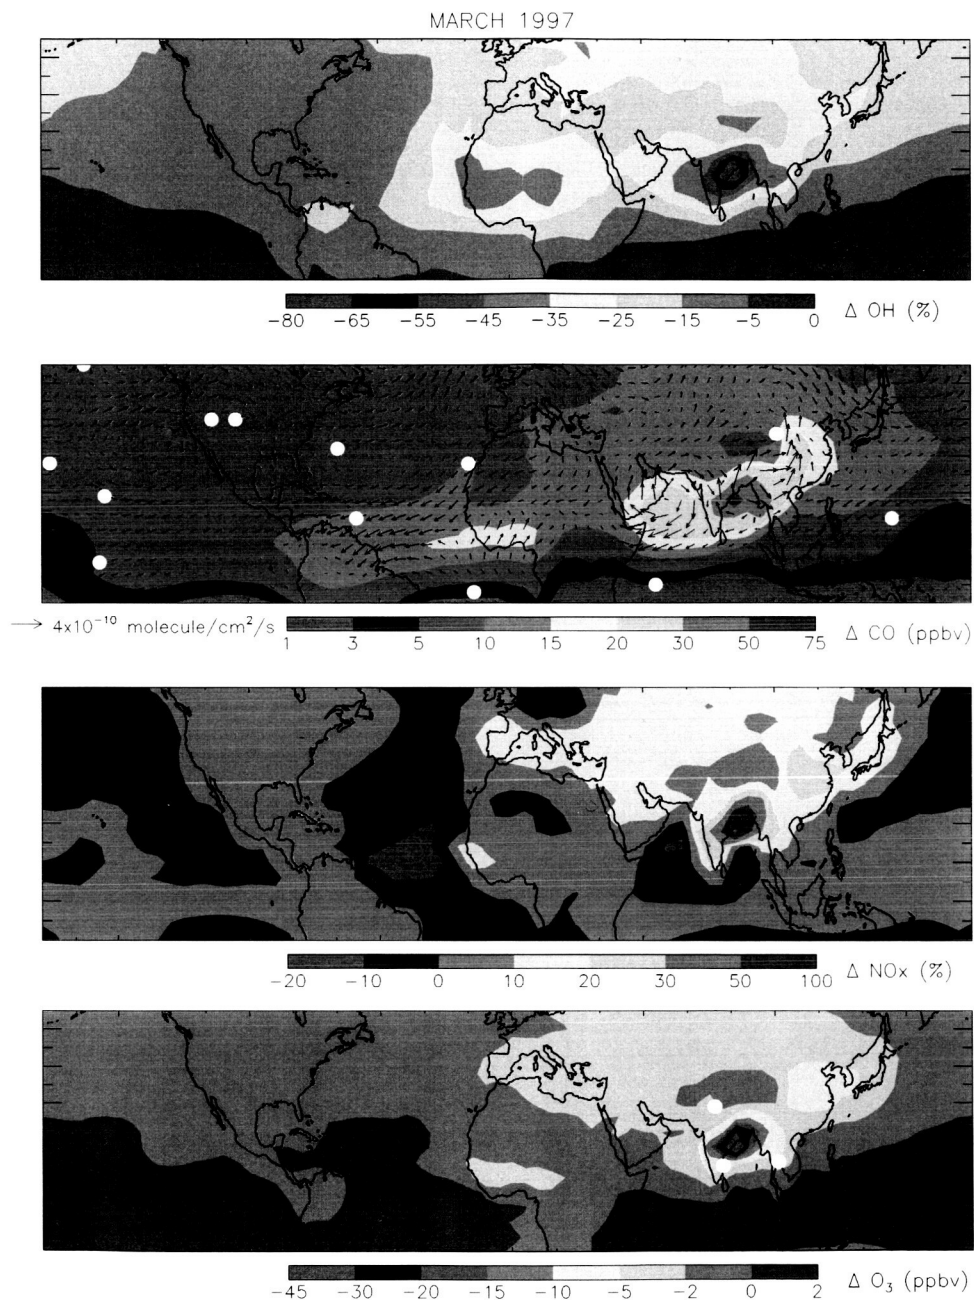 MARCH 1997
-80 -65 -55 -45 -35 -25 -15 -5 0 Δ OH (%)
→ 4x10⁻¹⁰ molecule/cm²/s 1 3 5 10 15 20 30 50 75 Δ CO (ppbv)
-20 -10 0 10 20 30 50 100 Δ NOx (%)
-45 -30 -20 -15 -10 -5 -2 0 2 Δ O₃ (ppbv)